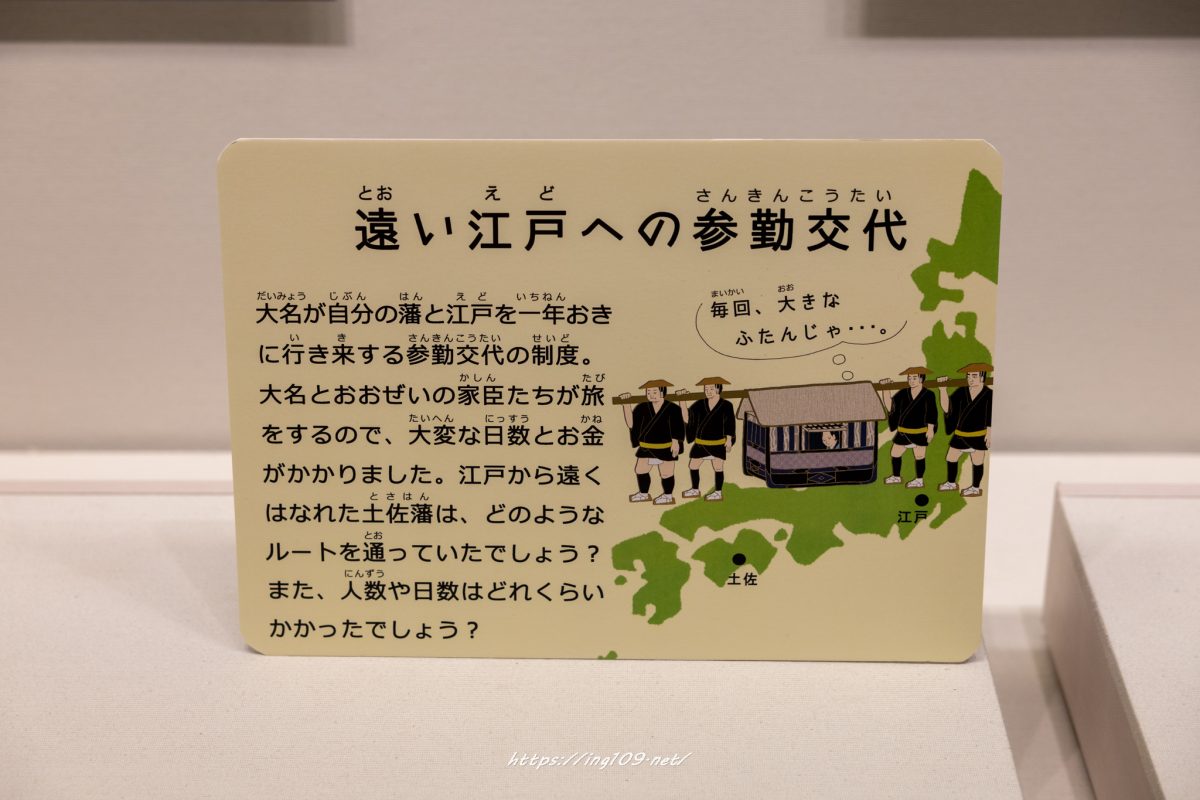 遠い江戸への参勤交代
大名が自分の藩と江戸を一年おき
に行き来する参勤交代の制度。
大名とおおぜいの家臣たちが旅
をするので、大変な日数とお金
がかかりました。江戸から遠く
はなれた土佐藩は、どのような
ルートを通っていたでしょう？
また、人数や日数はどれくらい
かかったでしょう？
毎回、大きな
ふたんじゃ･･･。
江戸
土佐
https://ing109.net/